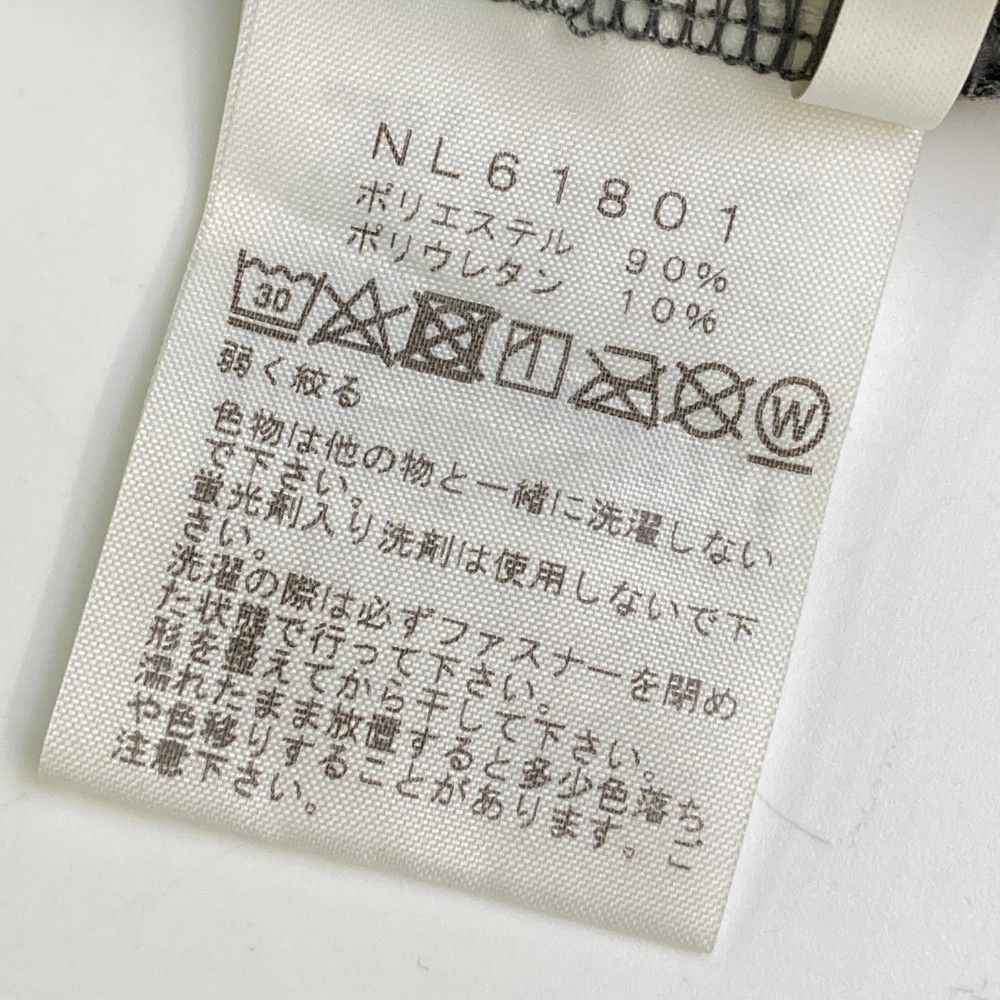 NL61801
ポリエステル 90%
ポリウレタン 10%
30
W
弱く絞る
色物は他の物と一緒に洗濯しない
で下さい。
蛍光剤入り洗剤は使用しないで下
さい。
洗濯の際は必ずファスナーを閉め
た状態で行って下さい。
形を整えてから干して下さい。
濡れたまま放置すると多少色落ち
や色移りすることがあります。ご
注意下さい。